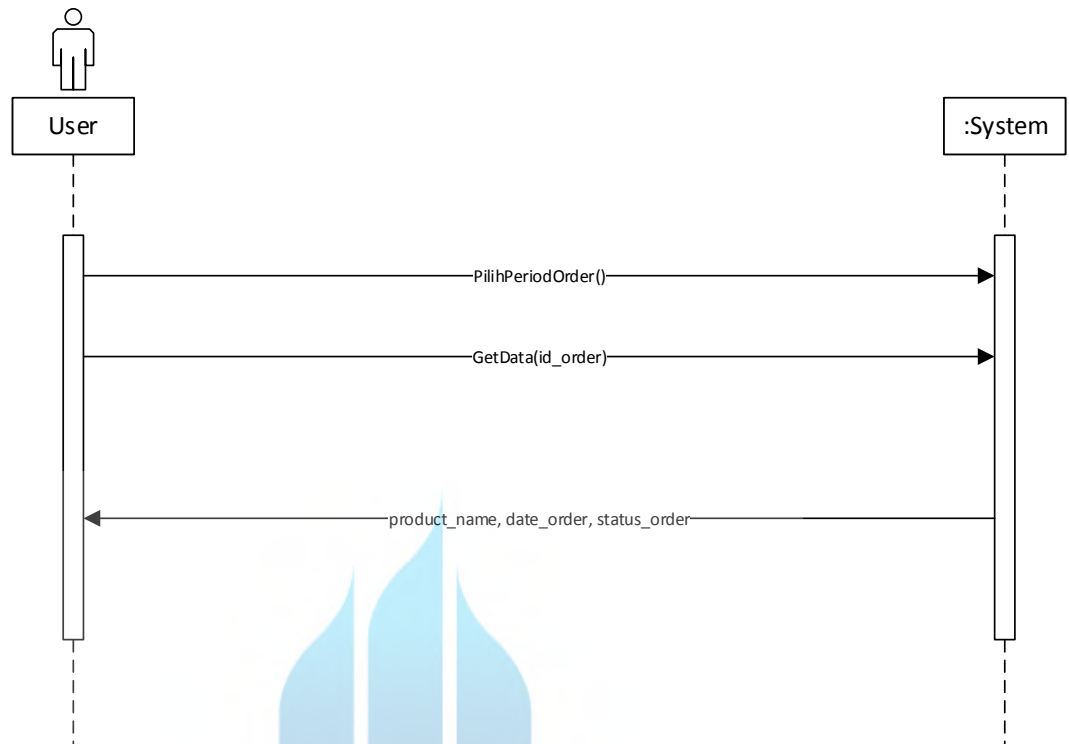 User
:System
PilihPeriodOrder()
GetData(id_order)
product_name, date_order, status_order